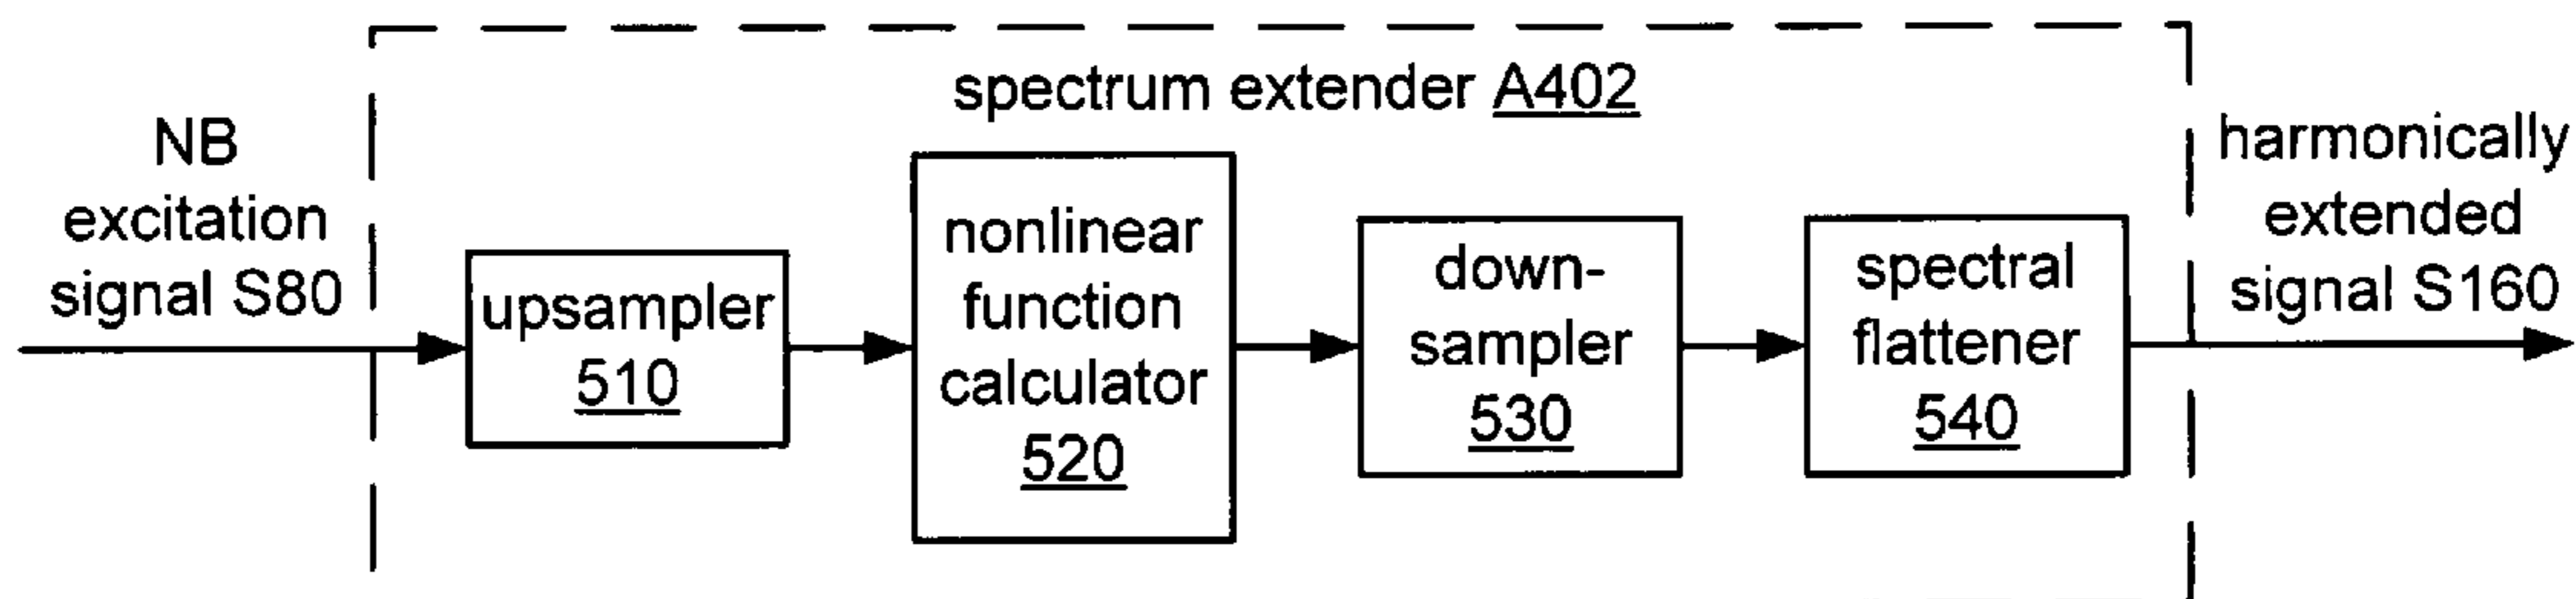 spectrum extender A402
NB
excitation
signal S80
upsampler
510
nonlinear
function
calculator
520
down-
sampler
530
spectral
flattener
540
harmonically
extended
signal S160